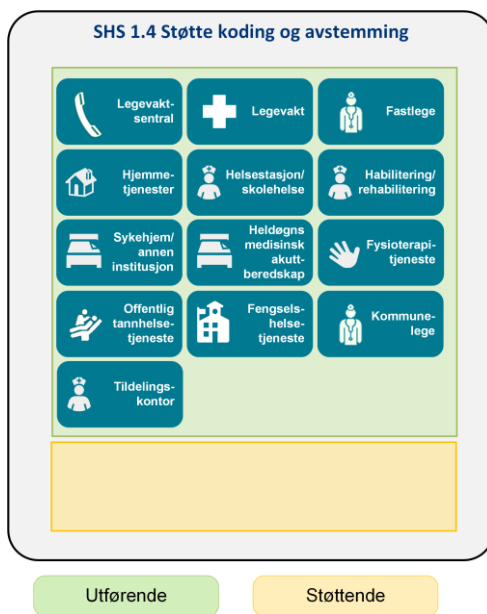 SHS 1.4 Støtte koding og avstemming
Legevakt-
sentral
Legevakt
Fastlege
Hjemme-
tjenester
Helsestasjon/
skolehelse
Habilitering/
rehabilitering
Sykehjem/
annen
institusjon
Heldøgns
medisinsk
akutt-
beredskap
Fysioterapi-
tjeneste
Offentlig
tannhelse-
tjeneste
Fengsels-
helse-
tjeneste
Kommune-
lege
Tildelings-
kontor
Utførende
Støttende